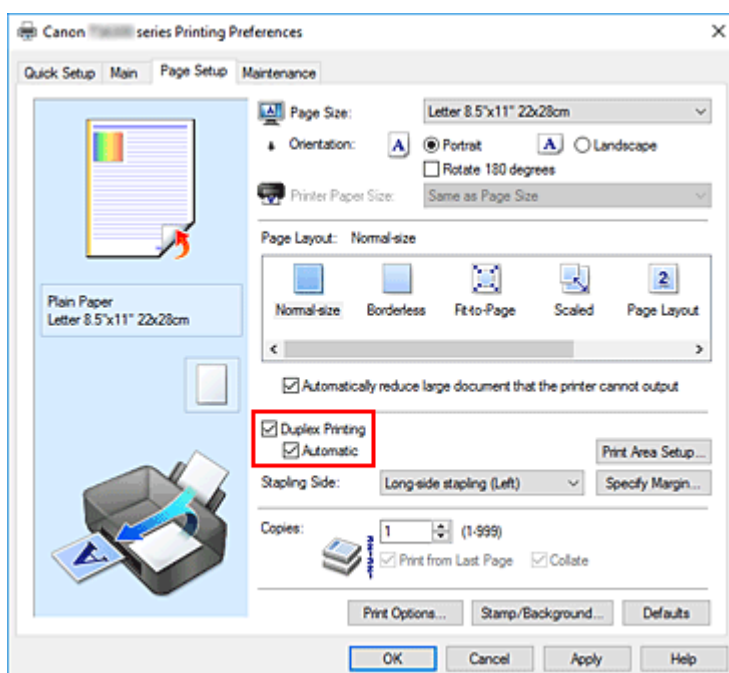 Canon series Printing Preferences
Quick Setup Main Page Setup Maintenance
Page Size: Letter 8.5"x11" 22x28cm
Orientation: A Portrait A Landscape
Rotate 180 degrees
Printer Paper Size: Same as Page Size
Page Layout: Normal-size
2
Normal-size Borderless Fit-to-Page Scaled Page Layout
Plain Paper
Letter 8.5"x11" 22x28cm
Automatically reduce large document that the printer cannot output
Duplex Printing
Automatic
Print Area Setup...
Stapling Side: Long-side stapling (Left) Specify Margin...
Copies: 1 (1-999)
Print from Last Page Collate
A
Print Options... Stamp/Background... Defaults
OK Cancel Apply Help